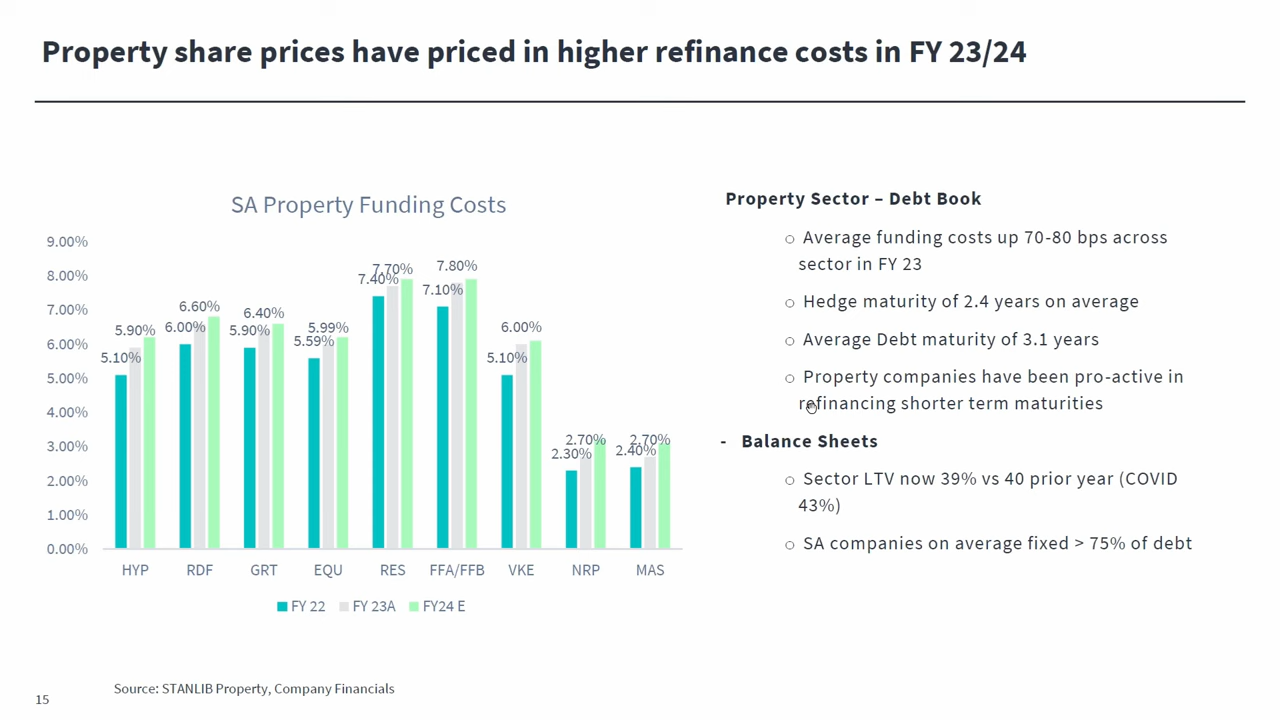 Property share prices have priced in higher refinance costs in FY 23/24
SA Property Funding Costs
9.00%
8.00%
7.00%
6.00%
5.00%
4.00%
3.00%
2.00%
1.00%
0.00%
5.10%
5.90%
6.00%
6.60%
5.90%
6.40%
5.59%
5.99%
7.40%
7.70%
7.10%
7.80%
5.10%
6.00%
2.30%
2.70%
2.40%
2.70%
HYP RDF GRT EQU RES FFA/FFB VKE NRP MAS
FY 22 FY 23A FY24 E
Property Sector – Debt Book
○ Average funding costs up 70-80 bps across
sector in FY 23
○ Hedge maturity of 2.4 years on average
○ Average Debt maturity of 3.1 years
○ Property companies have been pro-active in
refinancing shorter term maturities
- Balance Sheets
○ Sector LTV now 39% vs 40 prior year (COVID
43%)
○ SA companies on average fixed > 75% of debt
Source: STANLIB Property, Company Financials
15